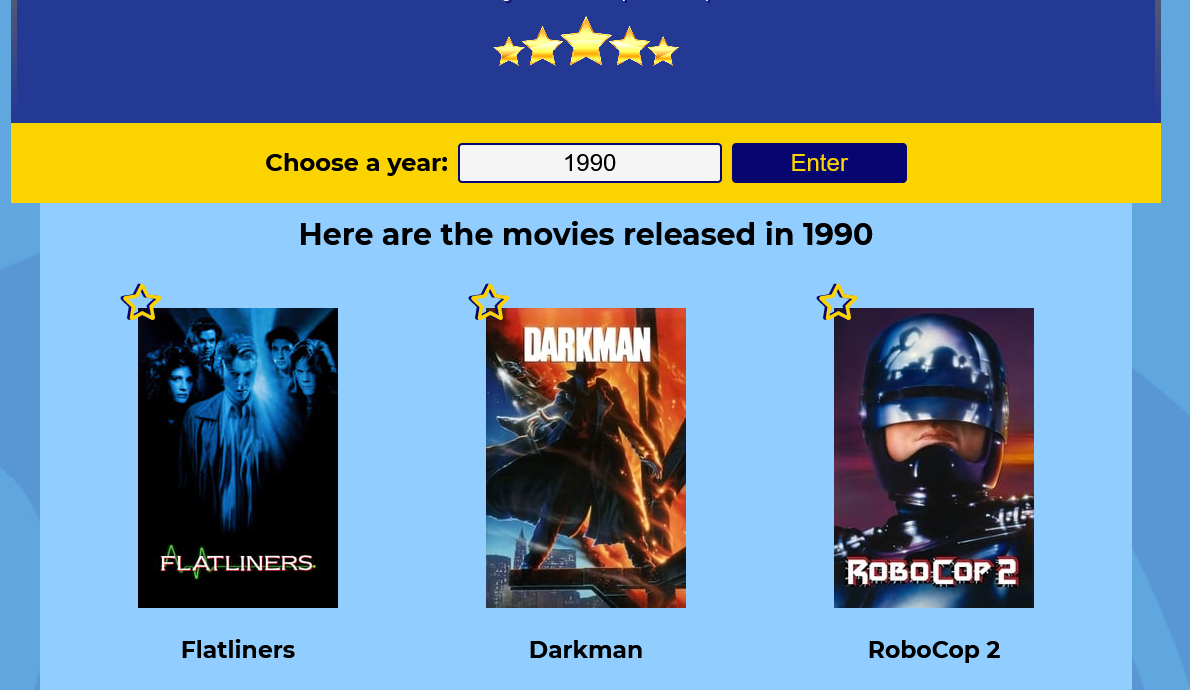 Choose a year: 1990 Enter
Here are the movies released in 1990
FLATLINERS
DARKMAN
ROBOCOP 2
Flatliners
Darkman
RoboCop 2